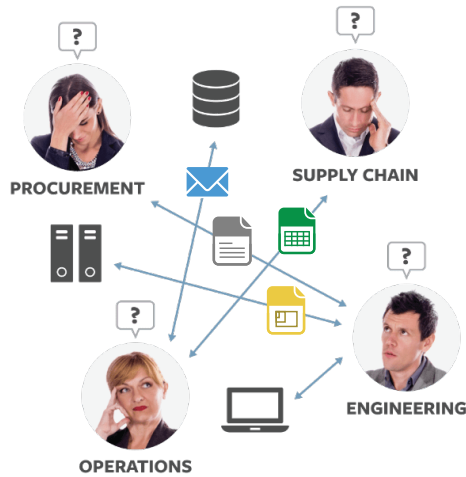 ?
?
SUPPLY CHAIN
PROCUREMENT
?
?
ENGINEERING
OPERATIONS